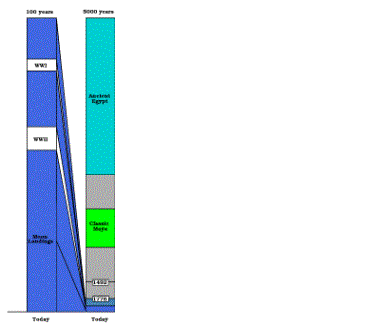 100 years
5000 years
WWI
Ancient
Egypt
WWII
Classic
Maya
Moon
Landings
1492
1776
Today
Today